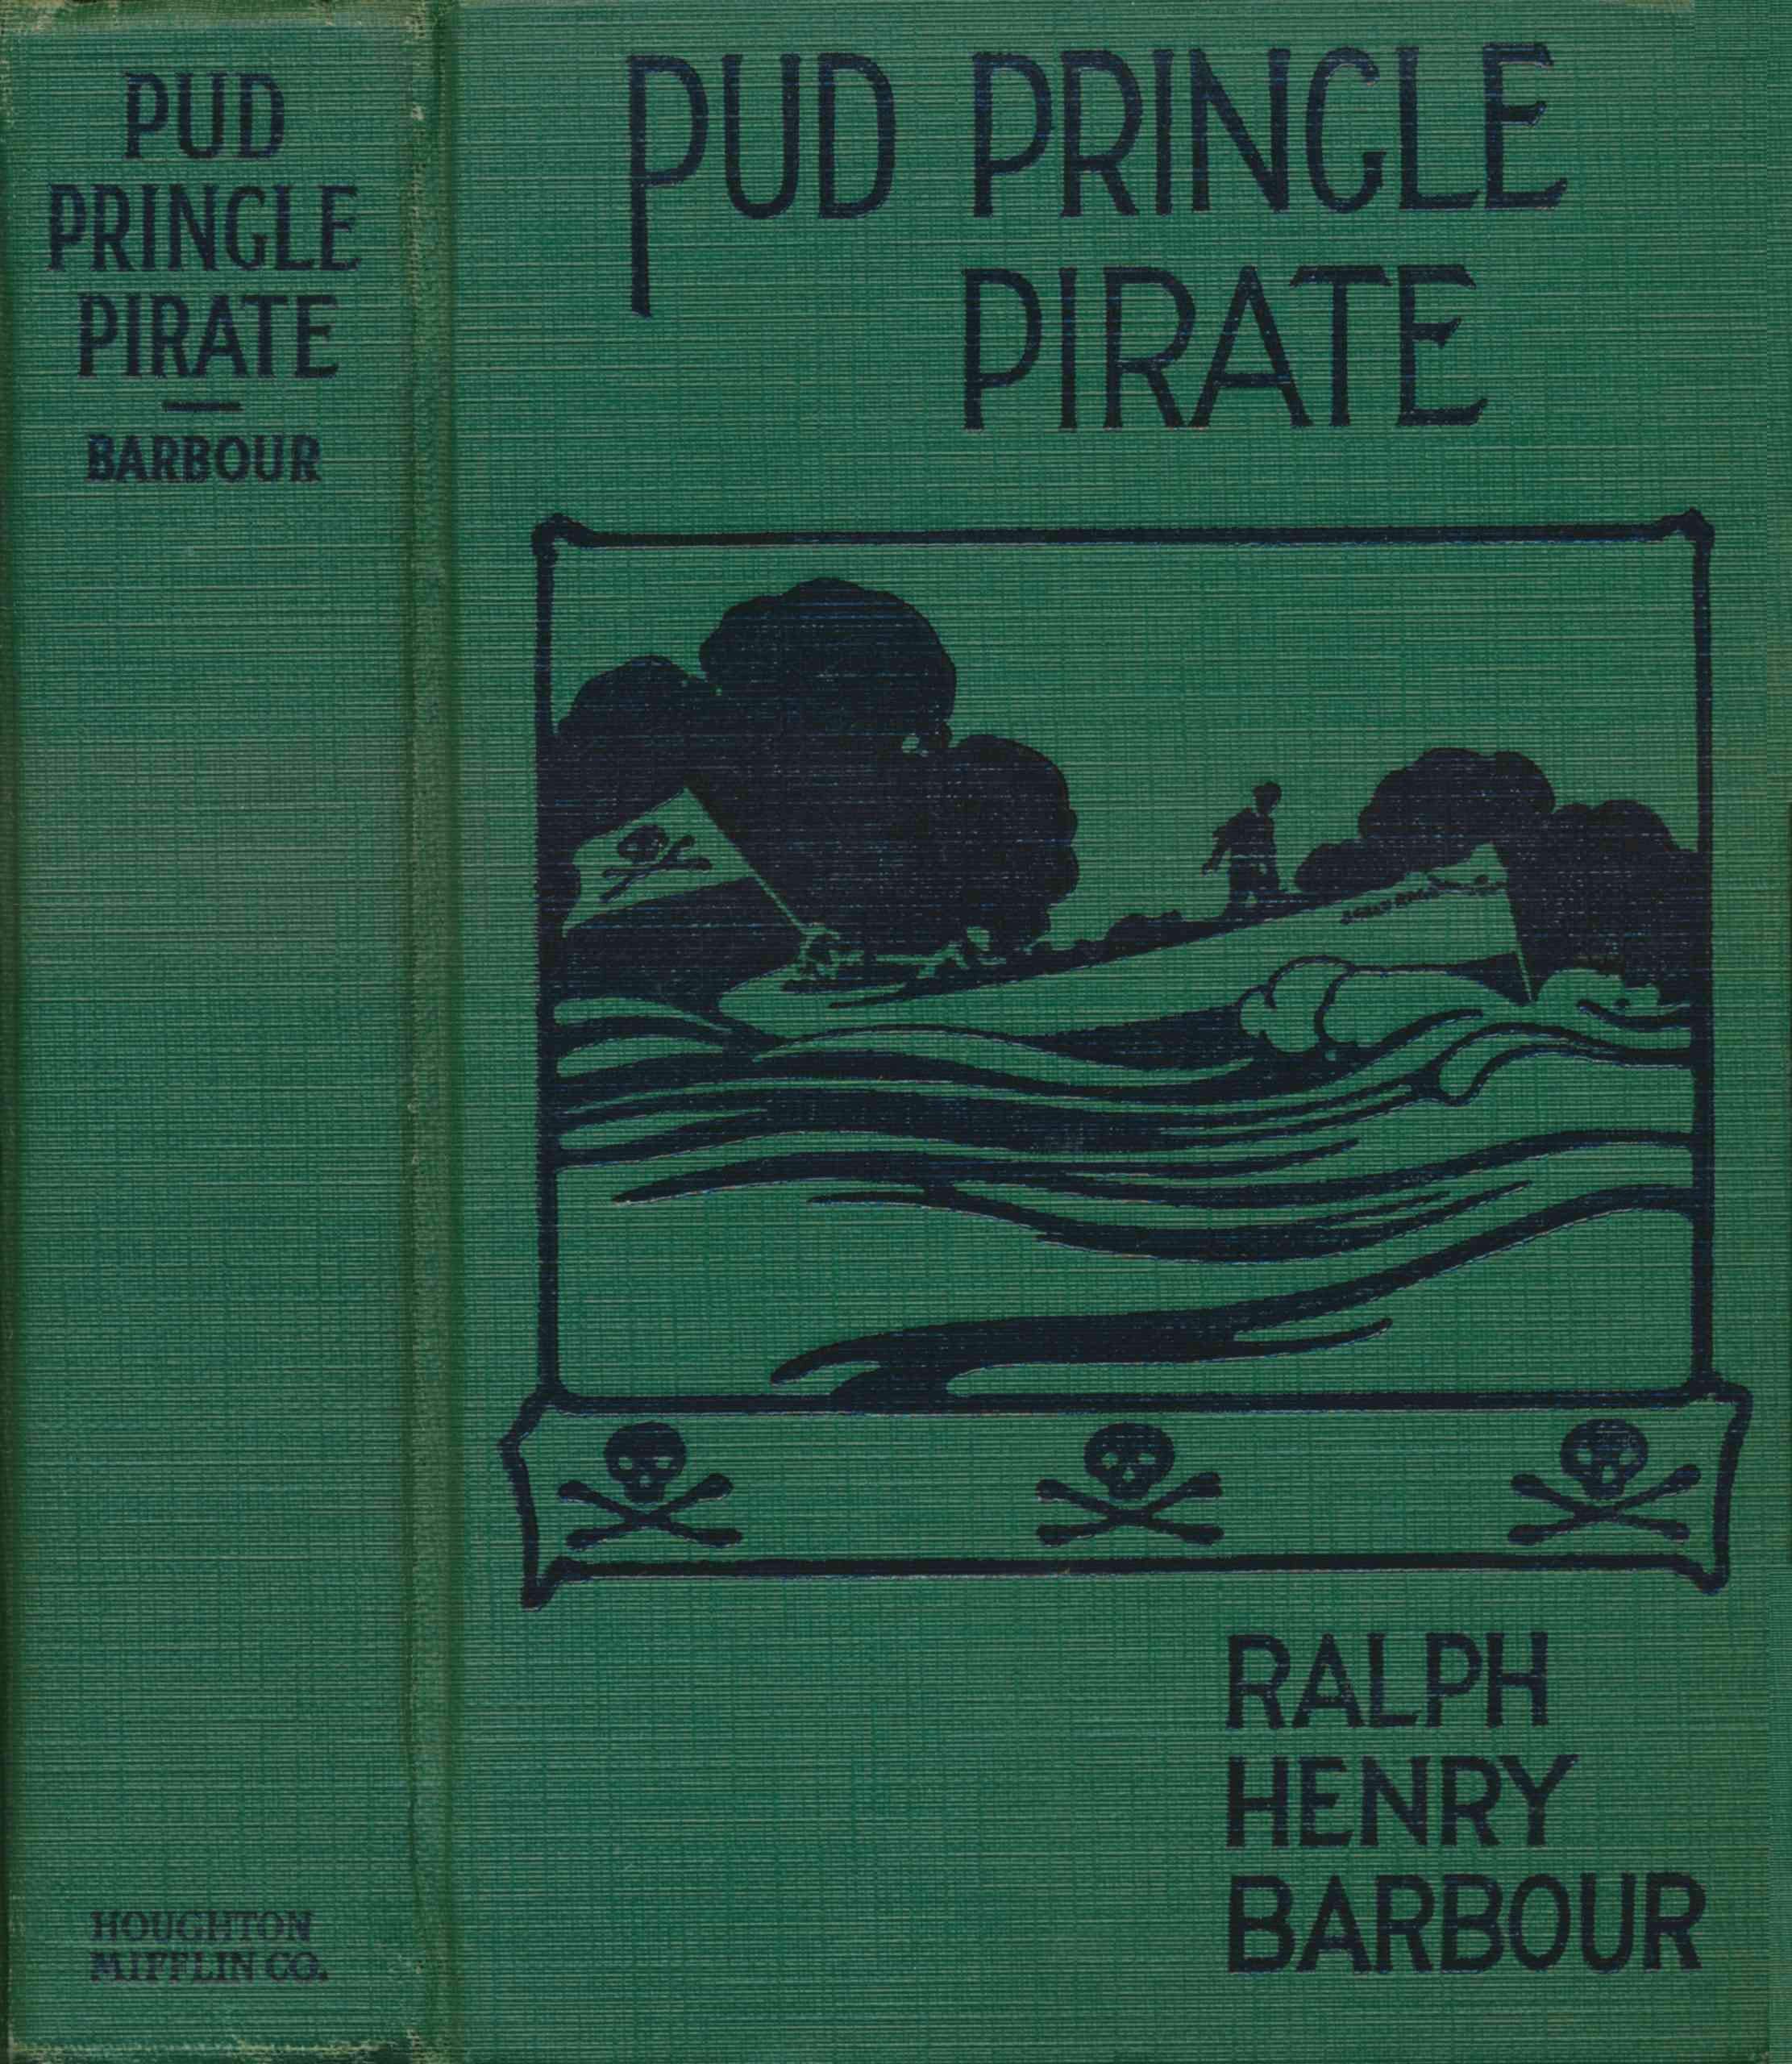 PUD
PRINGLE
PIRATE
BARBOUR
HOUGHTON
MIFFLIN CO.
PUD PRINGLE
PIRATE
RALPH
HENRY
BARBOUR